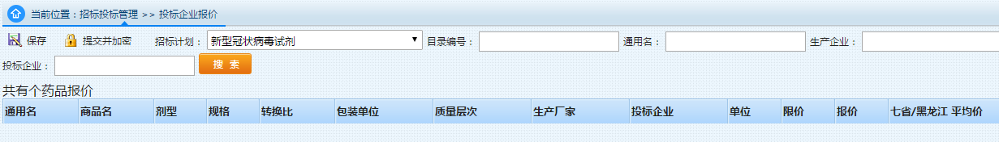 当前位置：招标投标管理 >> 投标企业报价
保存 提交并加密 招标计划： 新型冠状病毒试剂 目录编号： 通用名： 生产企业：
投标企业： 搜 索
共有个药品报价
通用名 商品名 剂型 规格 转换比 包装单位 质量层次 生产厂家 投标企业 单位 限价 报价 七省/黑龙江 平均价